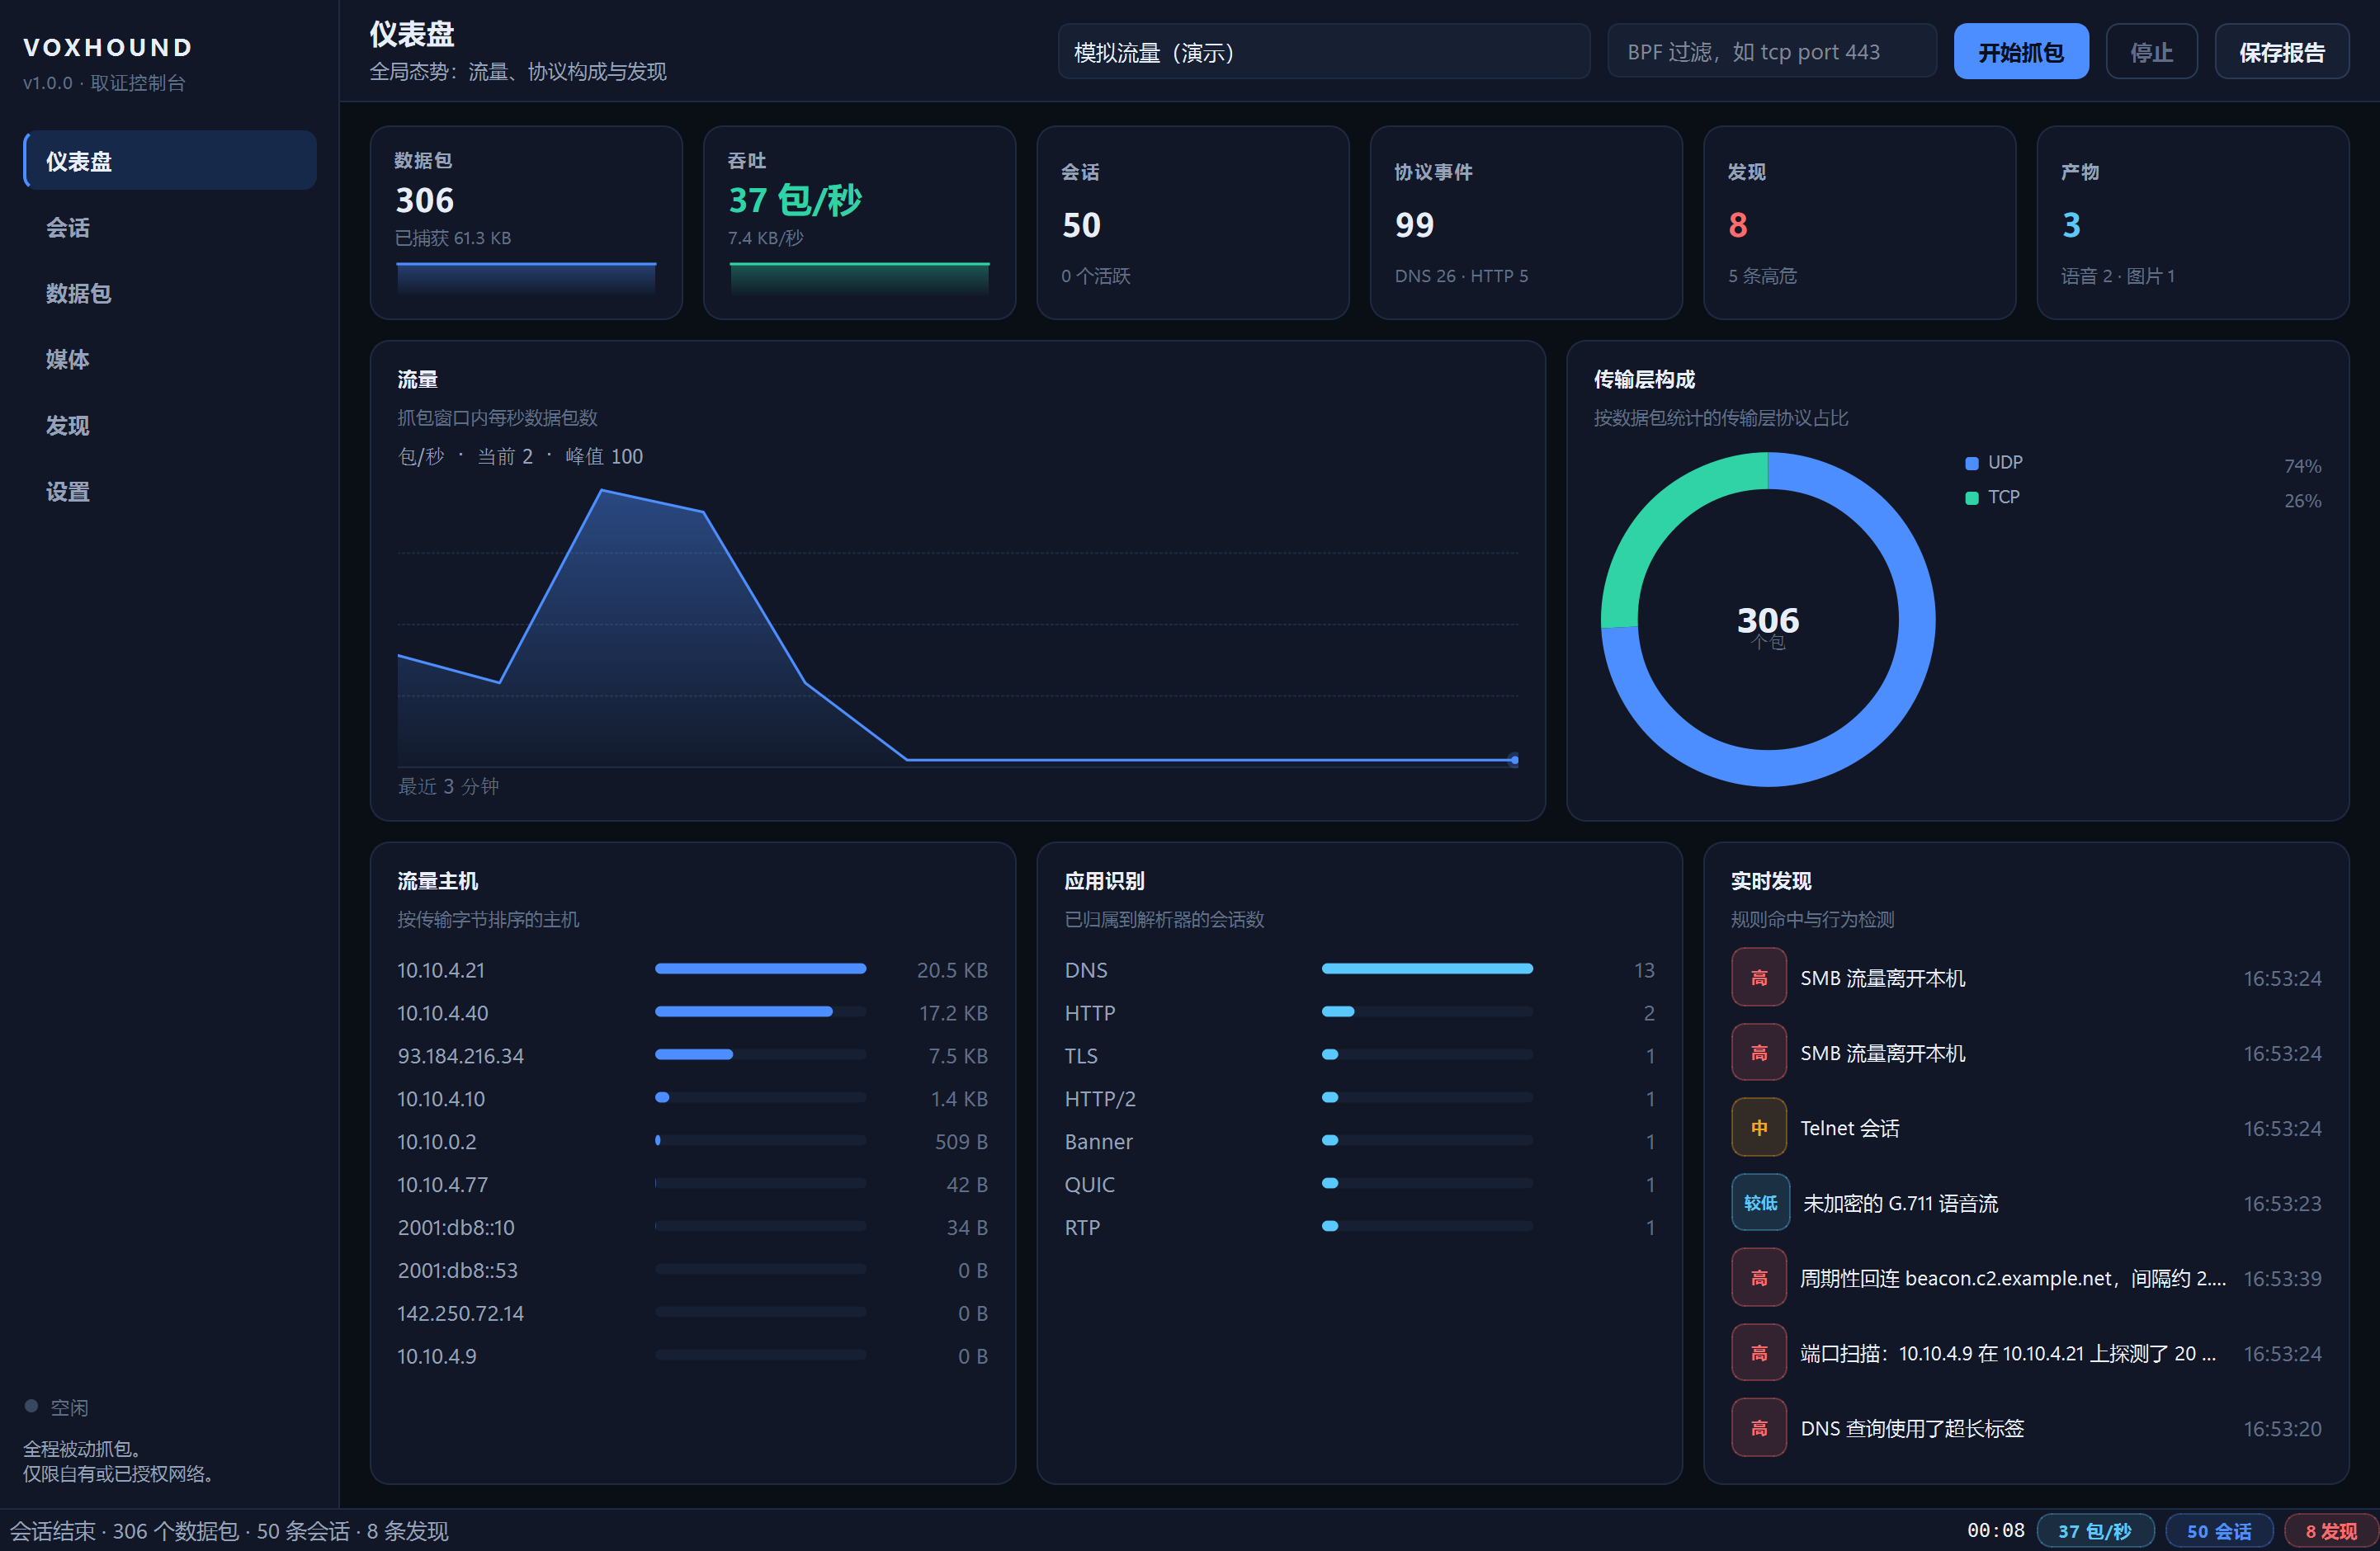 VOXHOUND
v1.0.0 · 取证控制台
仪表盘
会话
数据包
媒体
发现
设置
空闲
全程被动抓包。
仅限自有或已授权网络。
仪表盘
全局态势：流量、协议构成与发现
模拟流量（演示）
BPF 过滤，如 tcp port 443
开始抓包
停止
保存报告
数据包
306
已捕获 61.3 KB
吞吐
37 包/秒
7.4 KB/秒
会话
50
0 个活跃
协议事件
99
DNS 26 · HTTP 5
发现
8
5 条高危
产物
3
语音 2 · 图片 1
流量
抓包窗口内每秒数据包数
包/秒 · 当前 2 · 峰值 100
最近 3 分钟
传输层构成
按数据包统计的传输层协议占比
306
个包
UDP 74%
TCP 26%
流量主机
按传输字节排序的主机
10.10.4.21 20.5 KB
10.10.4.40 17.2 KB
93.184.216.34 7.5 KB
10.10.4.10 1.4 KB
10.10.0.2 509 B
10.10.4.77 42 B
2001:db8::10 34 B
2001:db8::53 0 B
142.250.72.14 0 B
10.10.4.9 0 B
应用识别
已归属到解析器的会话数
DNS 13
HTTP 2
TLS 1
HTTP/2 1
Banner 1
QUIC 1
RTP 1
实时发现
规则命中与行为检测
高 SMB 流量离开本机 16:53:24
高 SMB 流量离开本机 16:53:24
中 Telnet 会话 16:53:24
较低 未加密的 G.711 语音流 16:53:23
高 周期性回连 beacon.c2.example.net，间隔约 2.... 16:53:39
高 端口扫描：10.10.4.9 在 10.10.4.21 上探测了 20 ... 16:53:24
高 DNS 查询使用了超长标签 16:53:20
会话结束 · 306 个数据包 · 50 条会话 · 8 条发现
00:08
37 包/秒
50 会话
8 发现